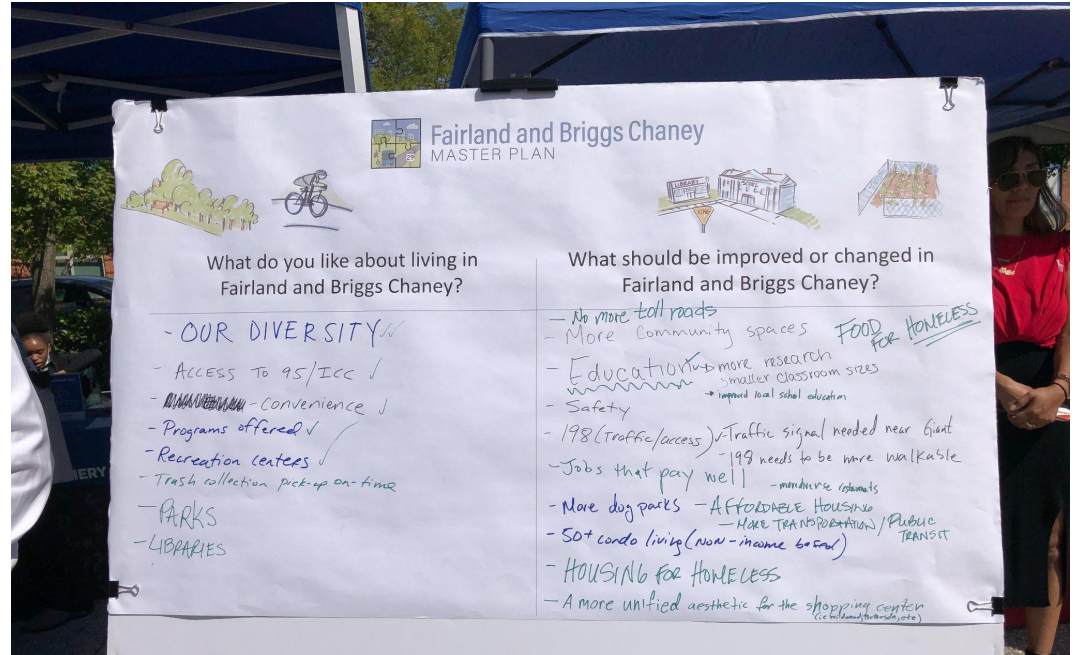 Fairland and Briggs Chaney
MASTER PLAN
29
LIBRARY
SCHOOL
XING
What do you like about living in
Fairland and Briggs Chaney?
- OUR DIVERSITY ✓✓
- ACCESS TO 95/ICC ✓
- - CONVENIENCE ✓
- Programs offered ✓
- Recreation centers ✓
- Trash collection pick-up on-time
- PARKS
- LIBRARIES
What should be improved or changed in
Fairland and Briggs Chaney?
- No more toll roads
- More Community spaces
FOOD
FOR HOMELESS
- Education ✓ → more research
smaller classroom sizes
→ improved local school education
- Safety
- 198 (Traffic/access) ✓ - Traffic signal needed near Giant
- 198 needs to be more walkable
- Jobs that pay well
- more diverse restaurants
- More dog parks - AFFORDABLE HOUSING
- MORE TRANSPORTATION / PUBLIC
TRANSIT
- 50+ condo living (non-income based)
- HOUSING FOR HOMELESS
- A more unified aesthetic for the shopping center
ERY